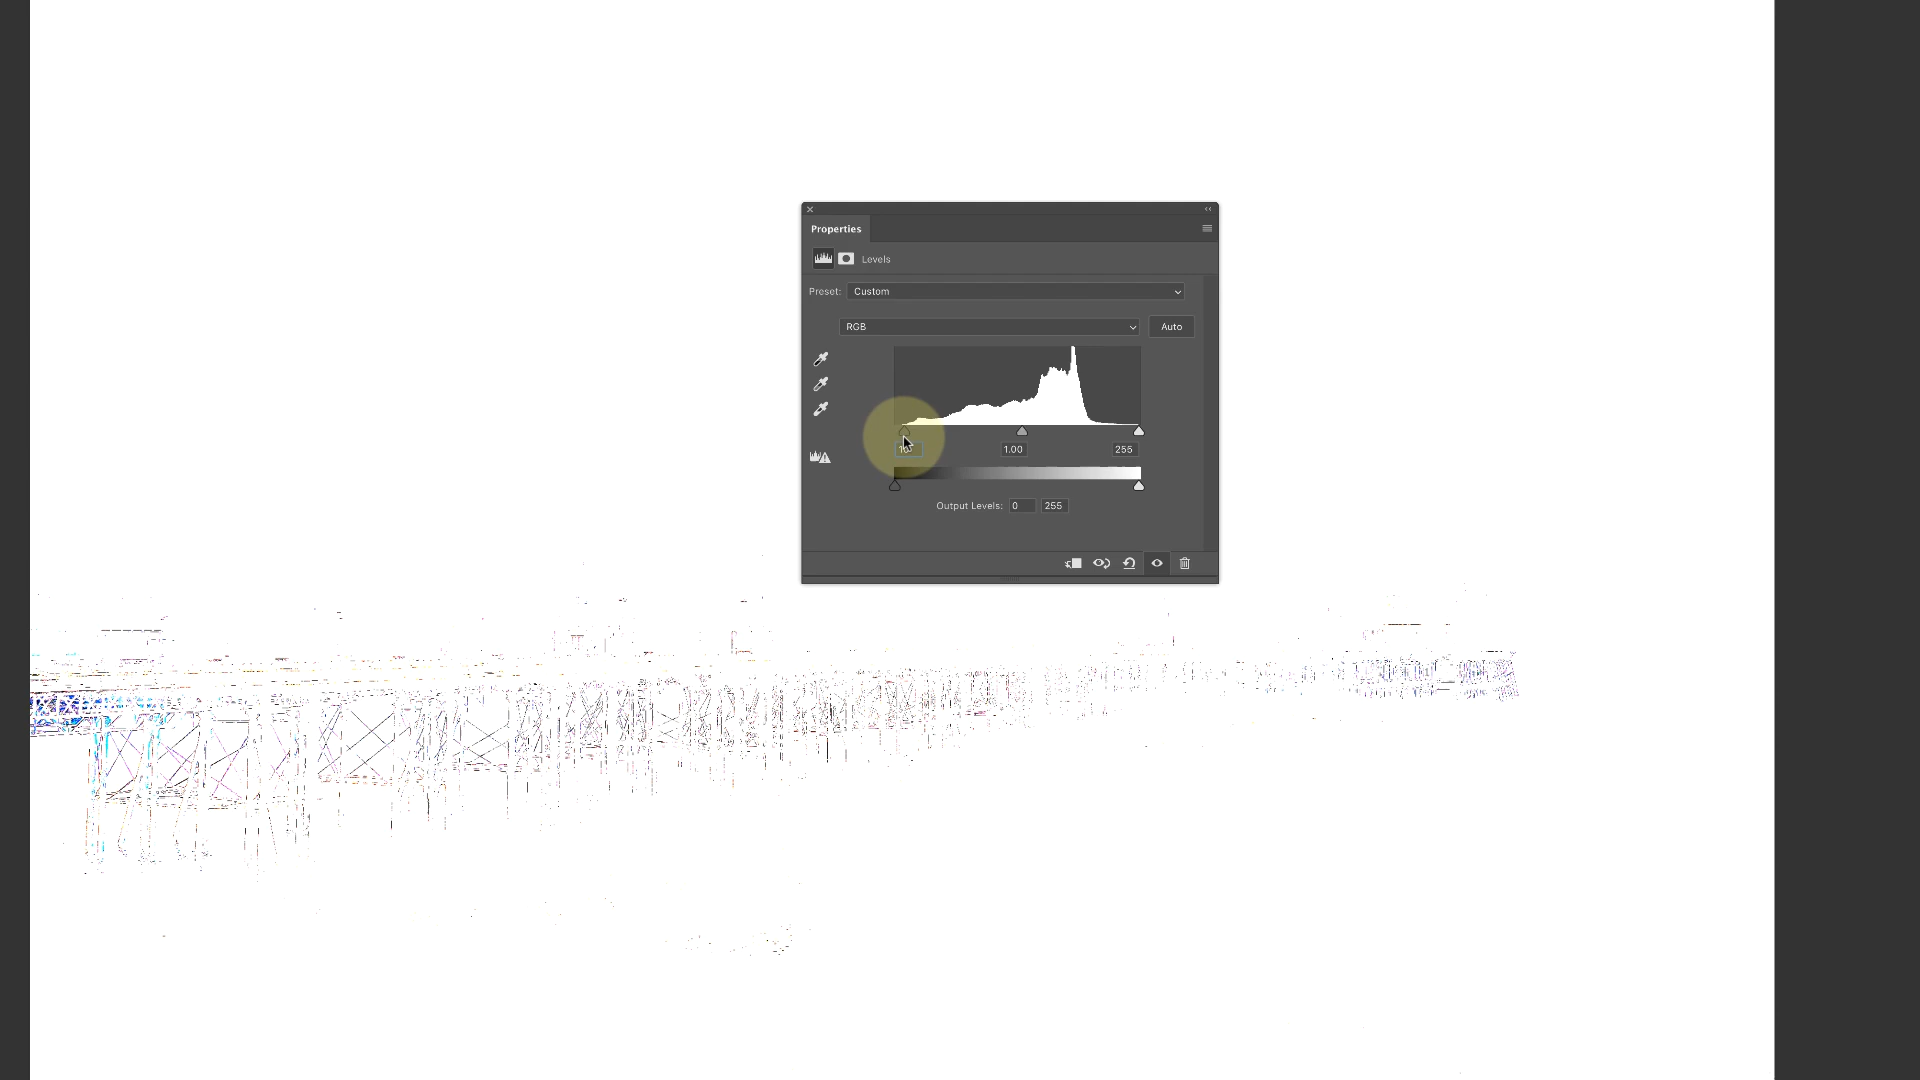 Properties
Levels
Preset: Custom
RGB
Auto
1.00
255
Output Levels: 0 255